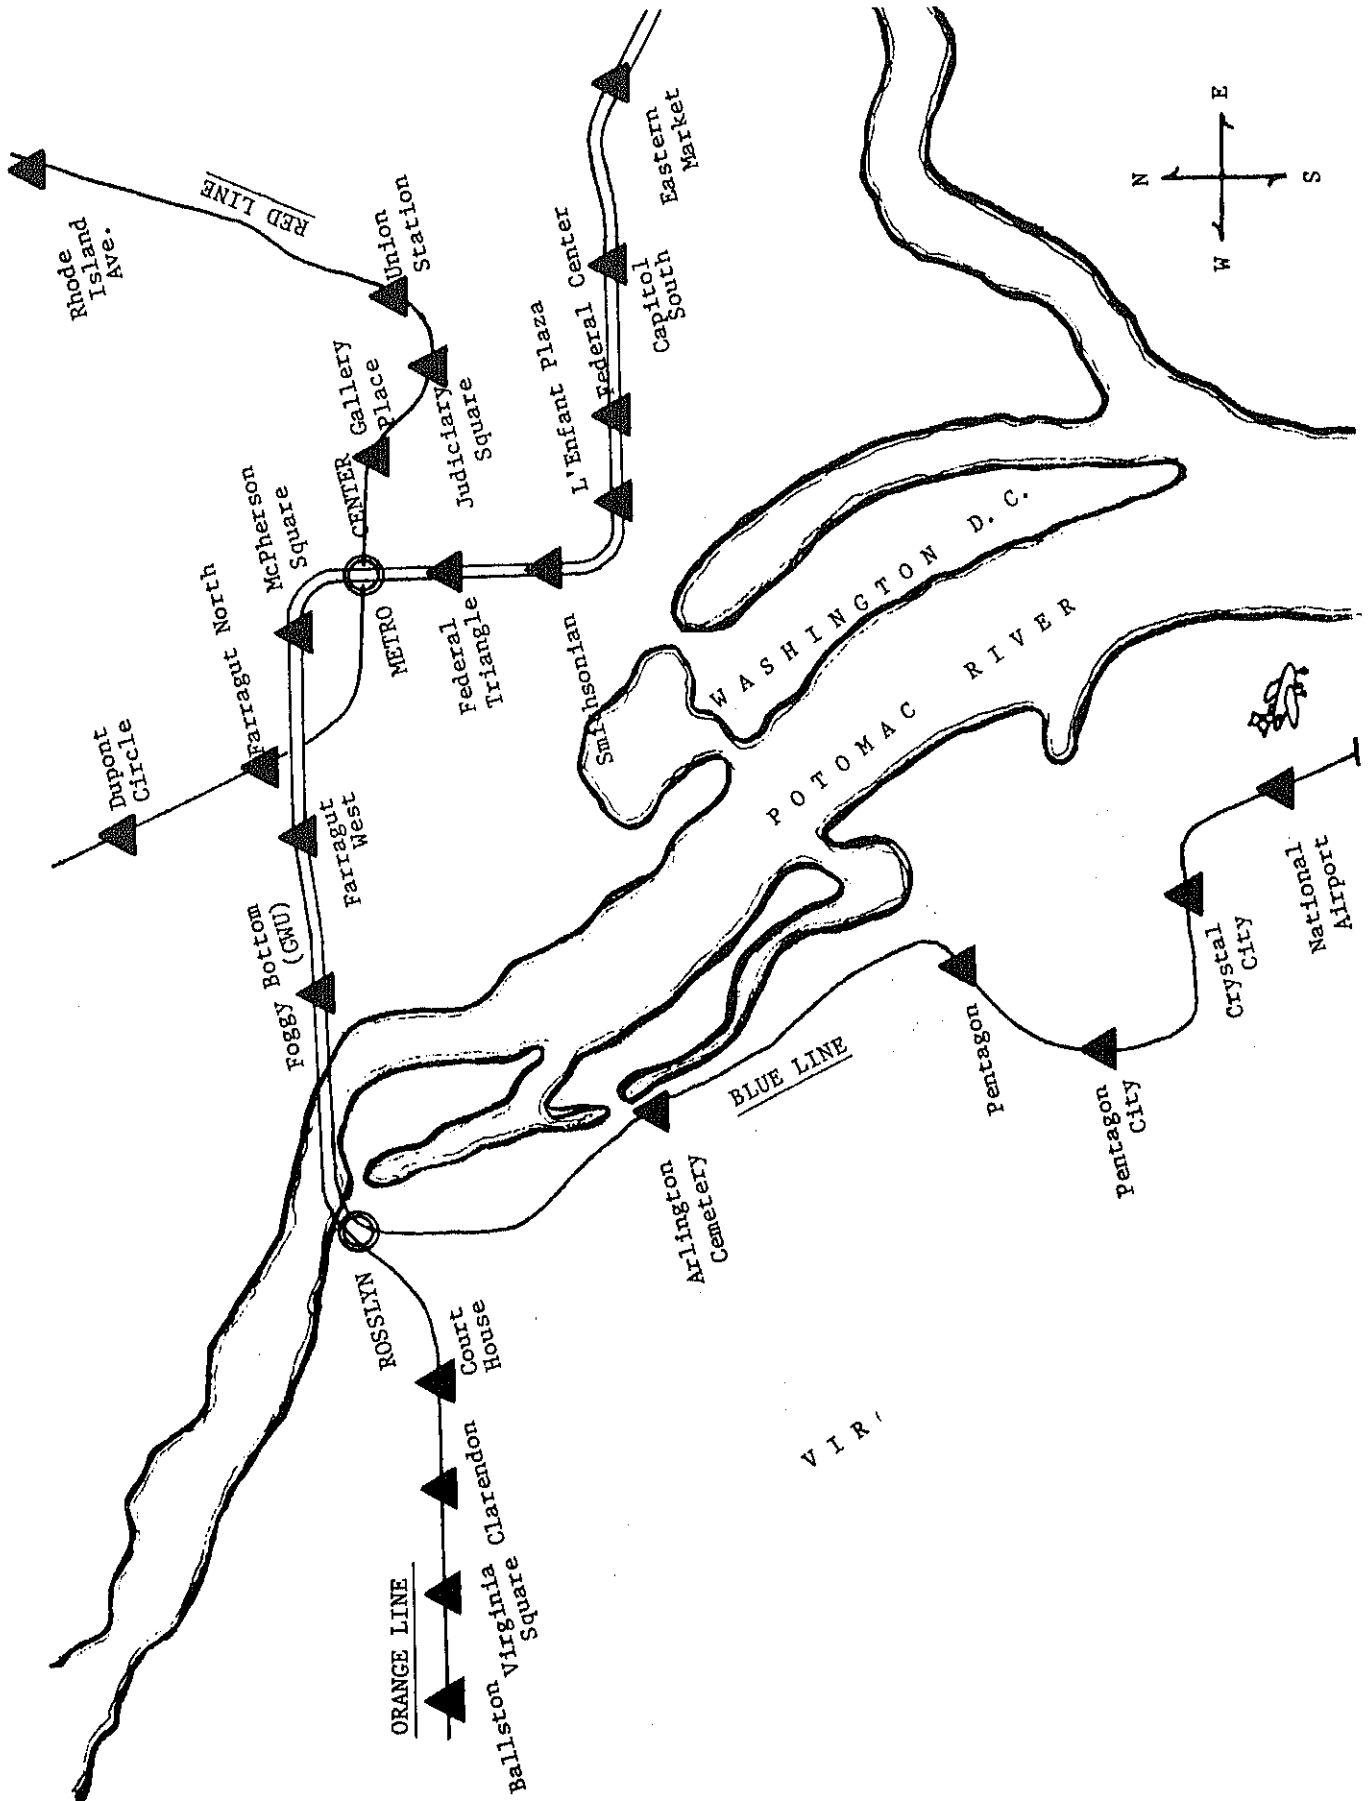 Rhode
Island
Ave.
RED LINE
Union
Station
Gallery
Place
Judiciary
Square
CENTER
METRO
McPherson
Square
Farragut North
Dupont
Circle
Farragut
West
Foggy Bottom
(GWU)
Federal
Triangle
Smithsonian
L'Enfant Plaza
Federal Center
Capitol
South
Eastern
Market
ROSSLYN
Court
House
Clarendon
Virginia
Square
Ballston
ORANGE LINE
Arlington
Cemetery
BLUE LINE
Pentagon
Pentagon
City
Crystal
City
National
Airport
WASHINGTON D.C.
POTOMAC RIVER
VIR
N
W E
S